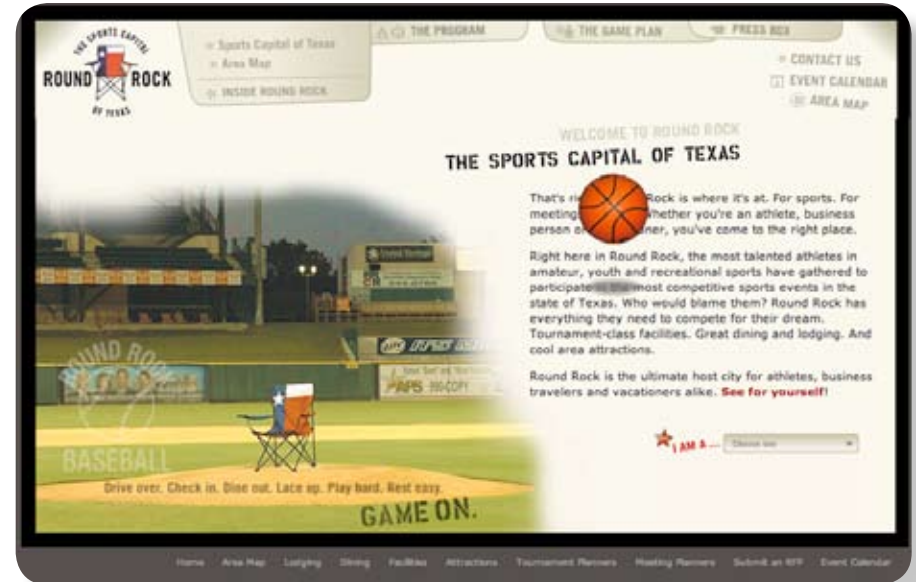 THE SPORTS CAPITAL
ROUND ROCK
OF TEXAS
Sports Capital of Texas
Area Map
INSIDE ROUND ROCK
THE PROGRAM
THE GAME PLAN
PRESS BOX
CONTACT US
EVENT CALENDAR
AREA MAP
WELCOME TO ROUND ROCK
THE SPORTS CAPITAL OF TEXAS
That's Rock is where it's at. For sports. For
meeting Whether you're an athlete, business
person you've come to the right place.
Right here in Round Rock, the most talented athletes in
amateur, youth and recreational sports have gathered to
participate most competitive sports events in the
state of Texas. Who would blame them? Round Rock has
everything they need to compete for their dream.
Tournament-class facilities. Great dining and lodging. And
cool area attractions.
Round Rock is the ultimate host city for athletes, business
travelers and vacationers alike. See for yourself!
I AM A...
ROUND ROCK
BASEBALL
Drive over. Check in. Dine out. Lace up. Play hard. Rest easy.
GAME ON.
Home Area Map Lodging Dining Facilities Attractions Tournament Planners Meeting Planners Submit an RFP Event Calendar